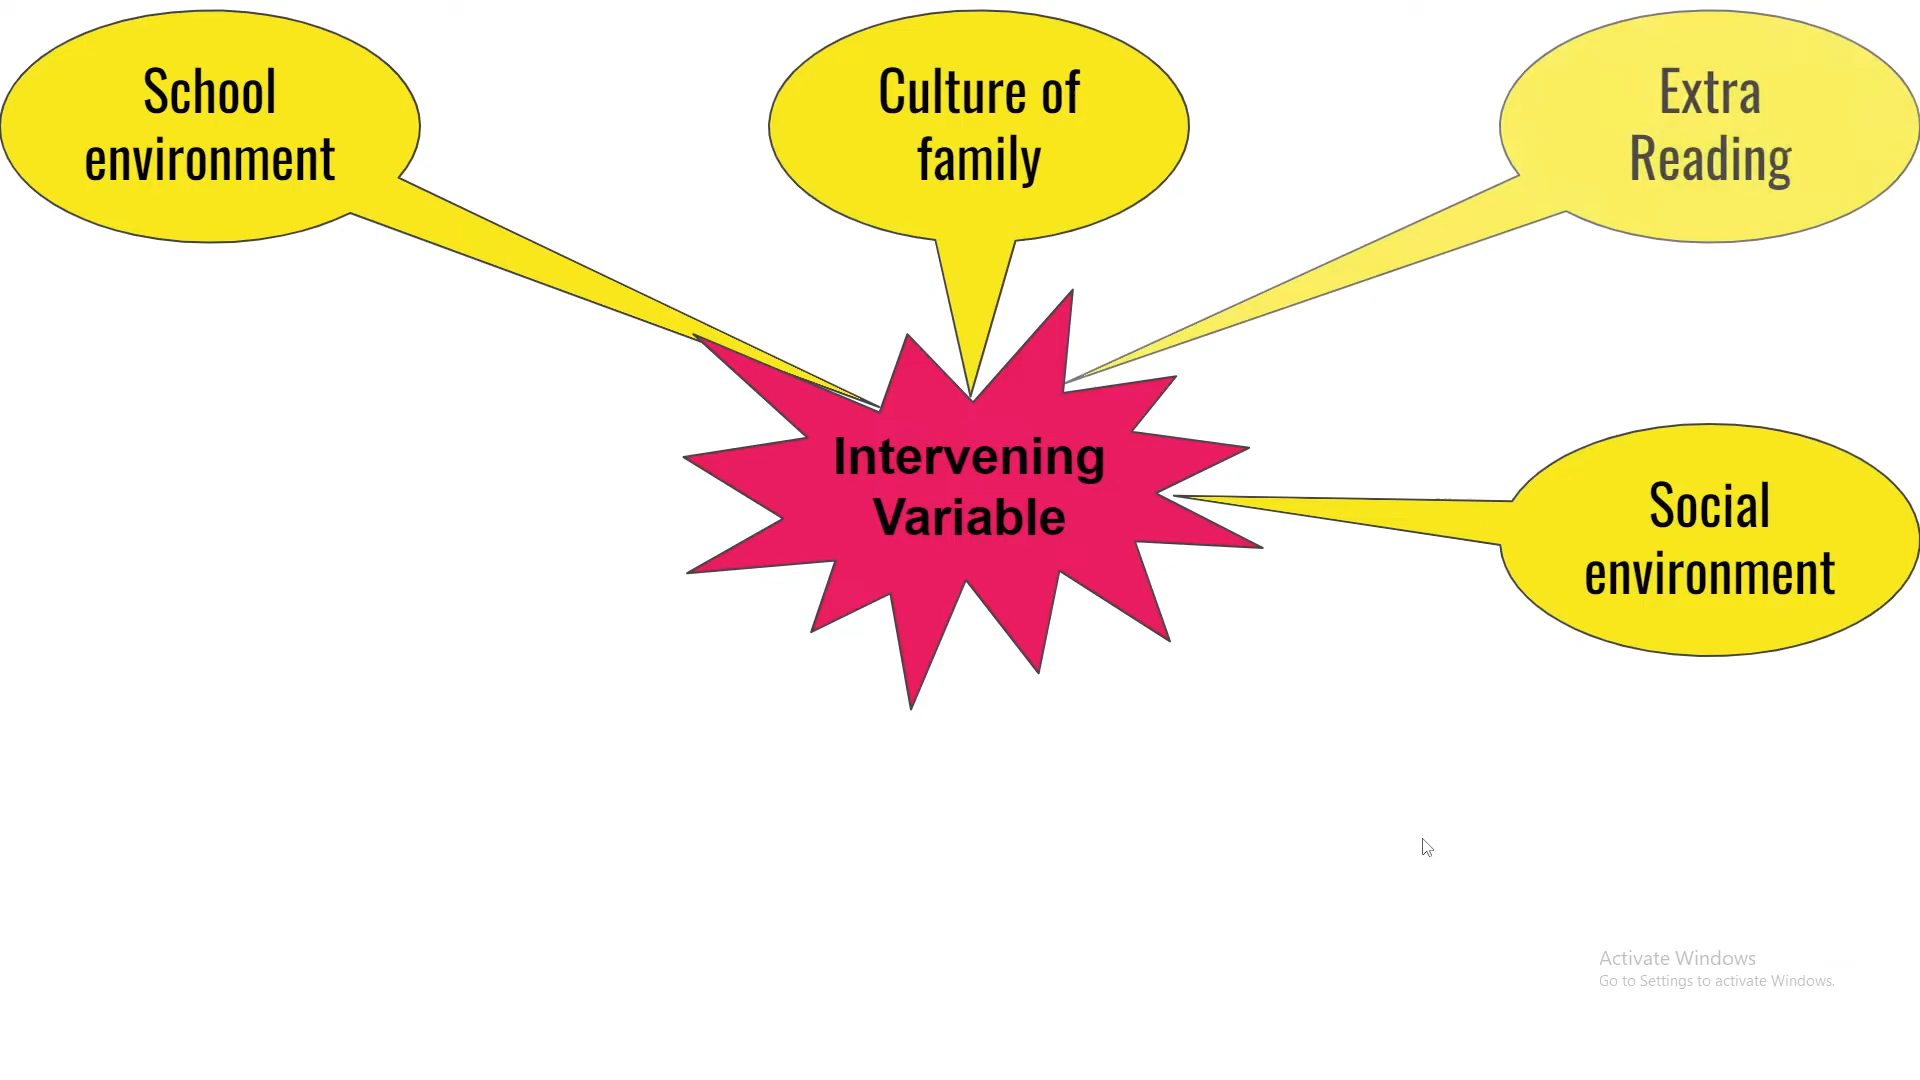 School
environment
Culture of
family
Extra
Reading
Intervening
Variable
Social
environment
Activate Windows
Go to Settings to activate Windows.